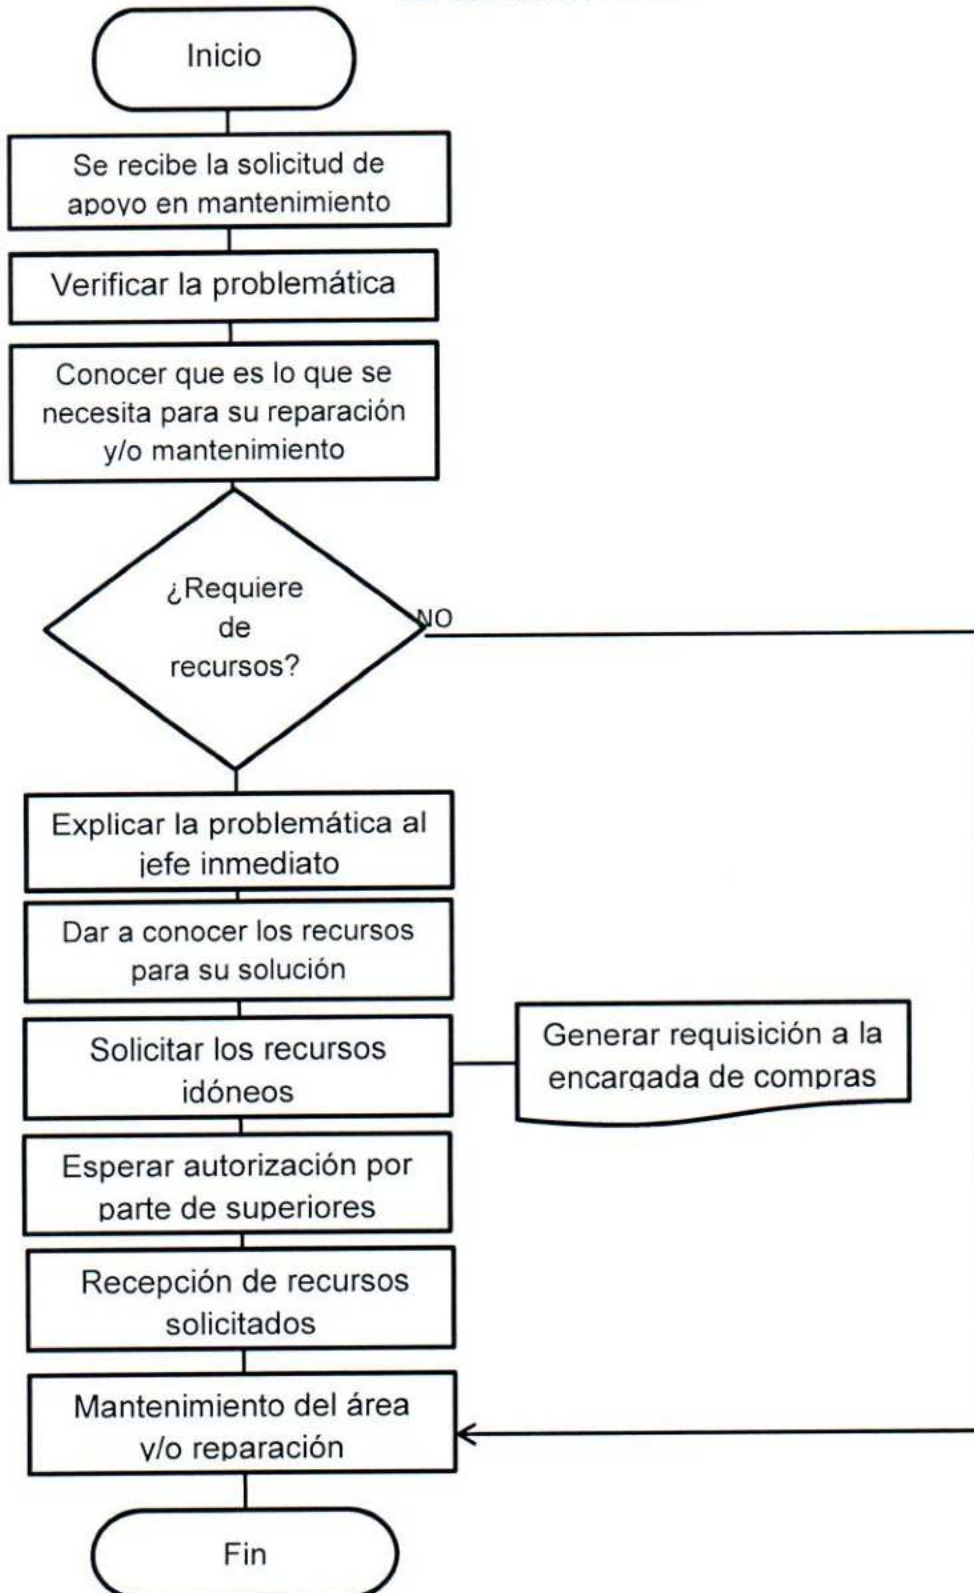 Inicio
Se recibe la solicitud de
apoyo en mantenimiento
Verificar la problemática
Conocer que es lo que se
necesita para su reparación
y/o mantenimiento
¿Requiere
de
recursos?
NO
Explicar la problemática al
jefe inmediato
Dar a conocer los recursos
para su solución
Solicitar los recursos
idóneos
Generar requisición a la
encargada de compras
Esperar autorización por
parte de superiores
Recepción de recursos
solicitados
Mantenimiento del área
y/o reparación
Fin